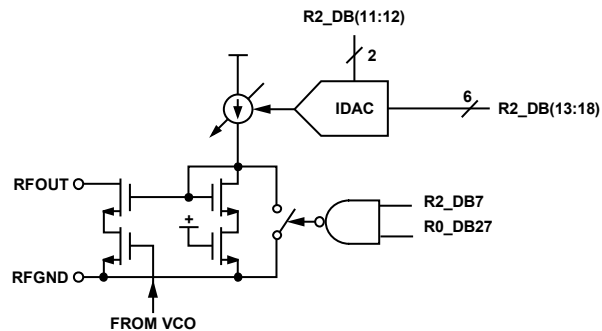 R2_DB(11:12)
2
IDAC
6
R2_DB(13:18)
RFOUT
R2_DB7
+
R0_DB27
RFGND
FROM VCO